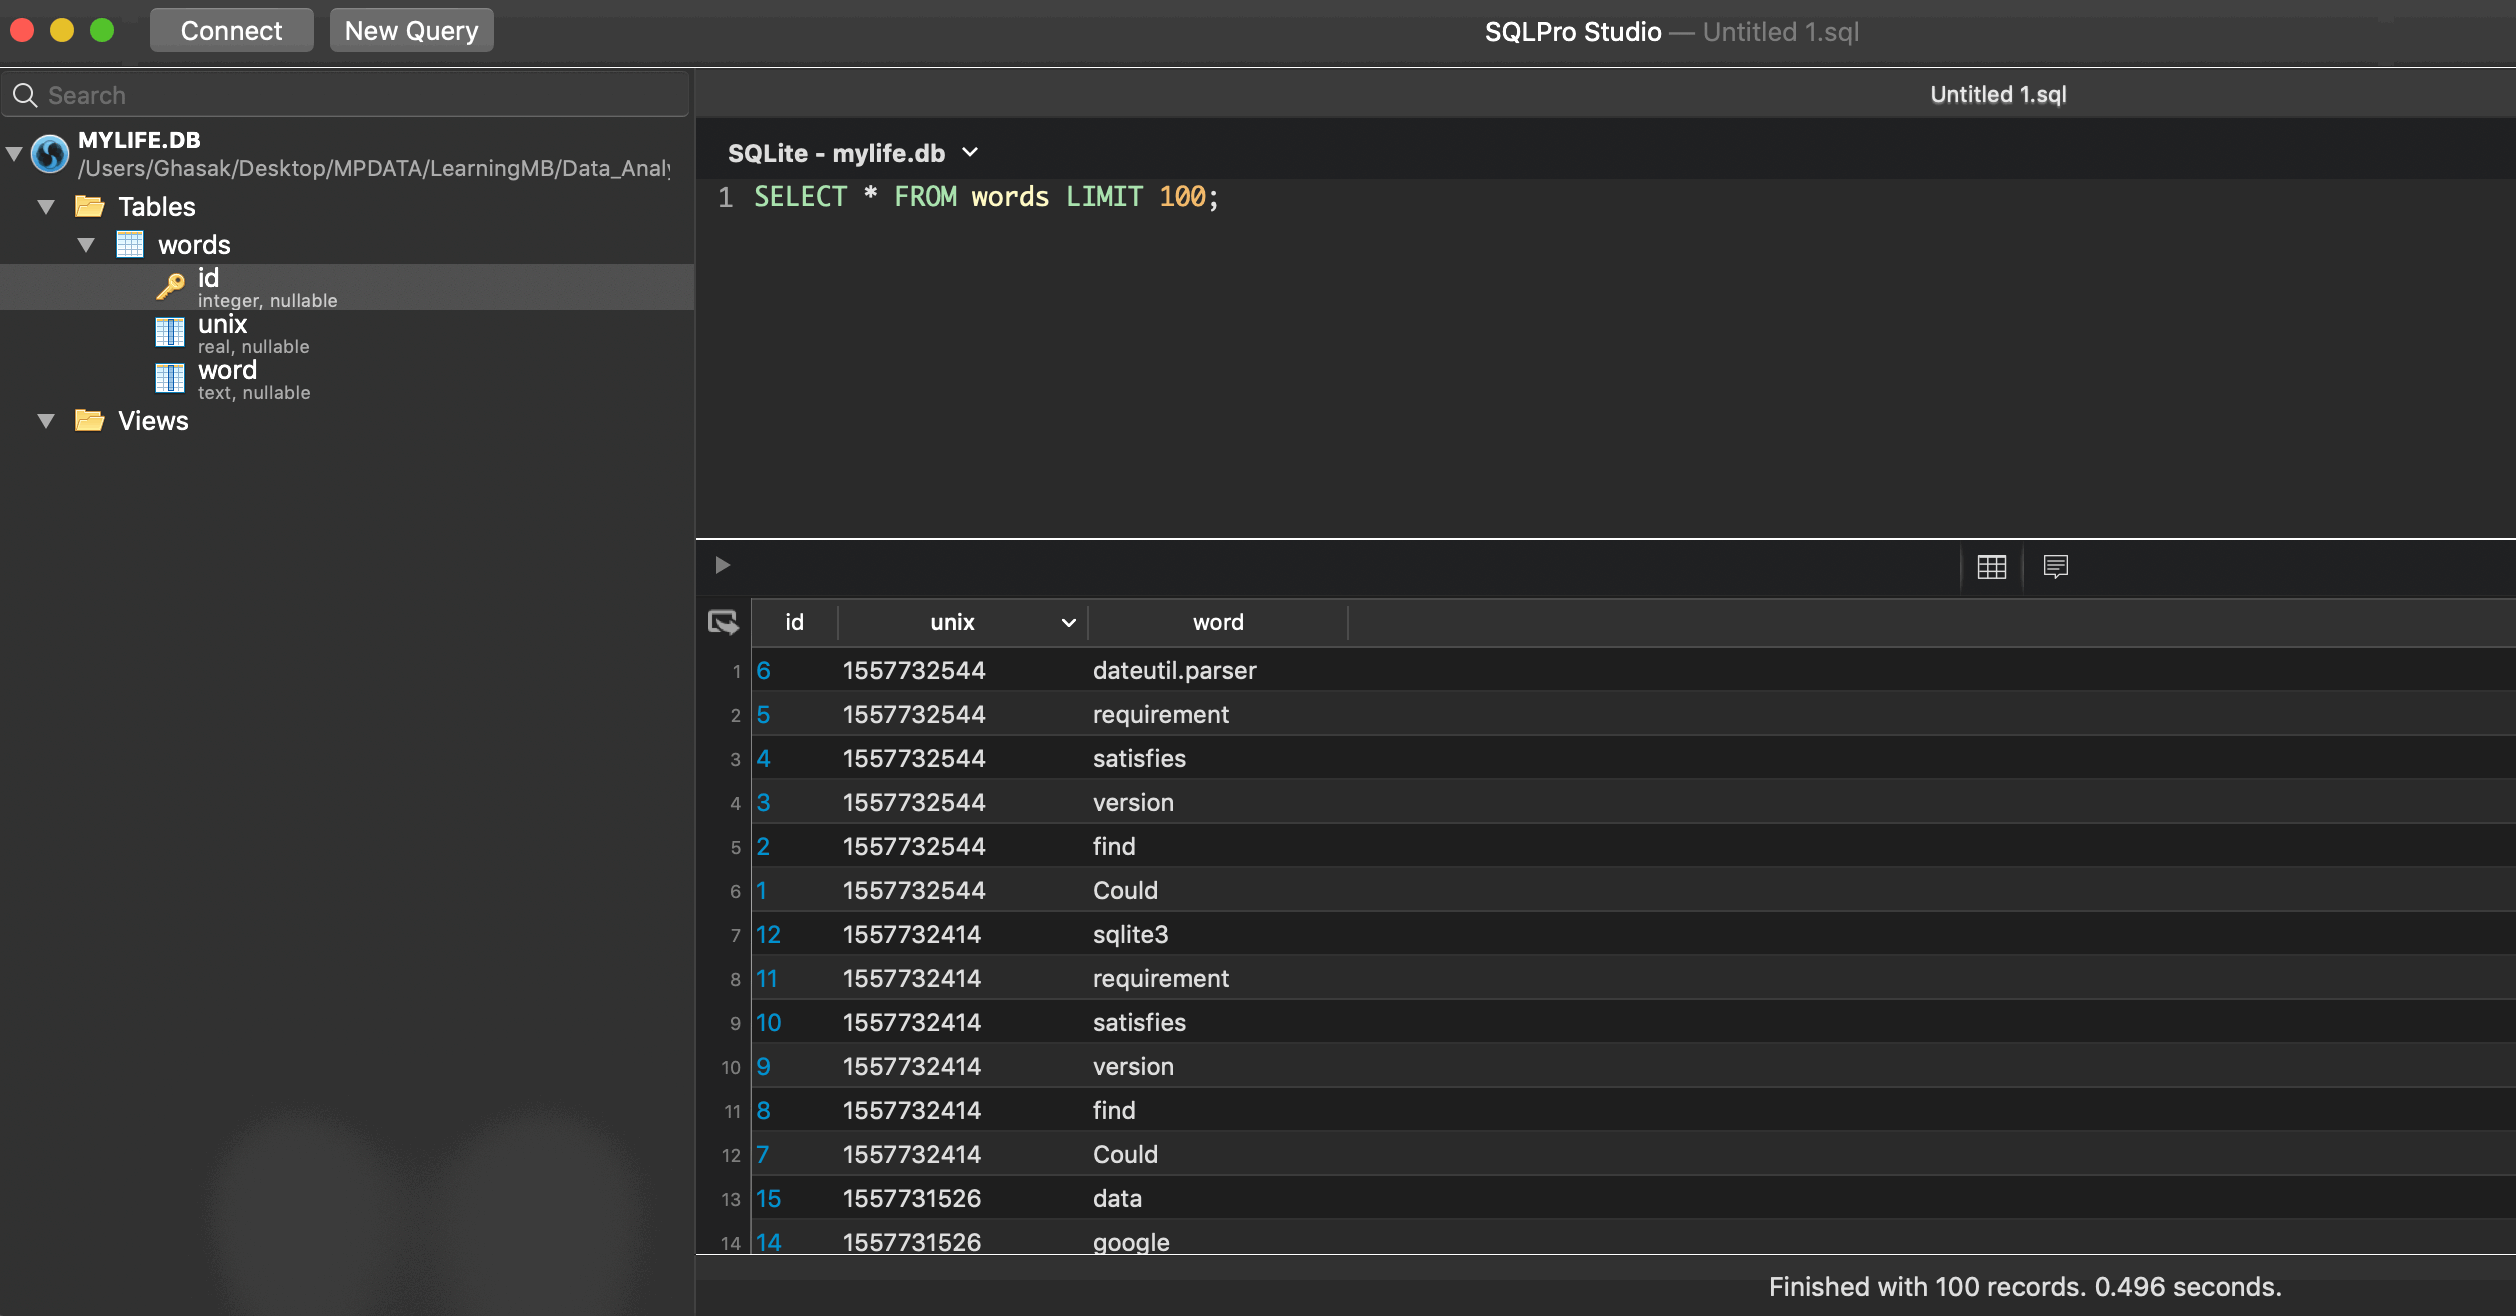 Connect New Query SQLPro Studio — Untitled 1.sql
Search
MYLIFE.DB
/Users/Ghasak/Desktop/MPDATA/LearningMB/Data_Analy
Tables
words
id
integer, nullable
unix
real, nullable
word
text, nullable
Views
Untitled 1.sql
SQLite - mylife.db
1 SELECT * FROM words LIMIT 100;
id unix word
1 6 1557732544 dateutil.parser
2 5 1557732544 requirement
3 4 1557732544 satisfies
4 3 1557732544 version
5 2 1557732544 find
6 1 1557732544 Could
7 12 1557732414 sqlite3
8 11 1557732414 requirement
9 10 1557732414 satisfies
10 9 1557732414 version
11 8 1557732414 find
12 7 1557732414 Could
13 15 1557731526 data
14 14 1557731526 google
Finished with 100 records. 0.496 seconds.